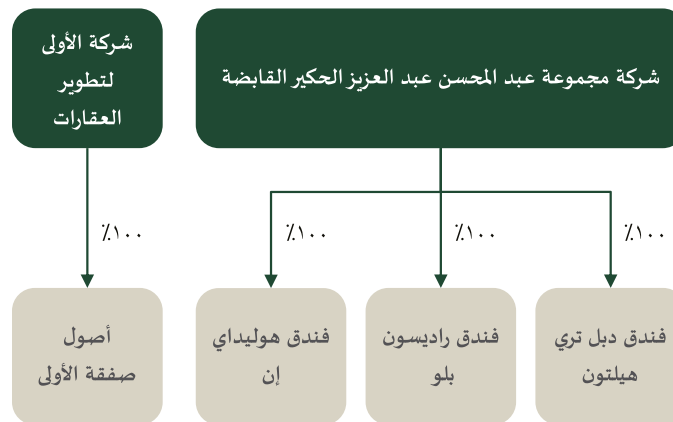 شركة مجموعة عبد المحسن عبد العزيز الحكير القابضة
شركة الأولى
لتطوير
العقارات
٪١٠٠
٪١٠٠
٪١٠٠
٪١٠٠
فندق دبل تري
هيلتون
فندق راديسون
بلو
فندق هوليداي
إن
أصول
صفقة الأولى